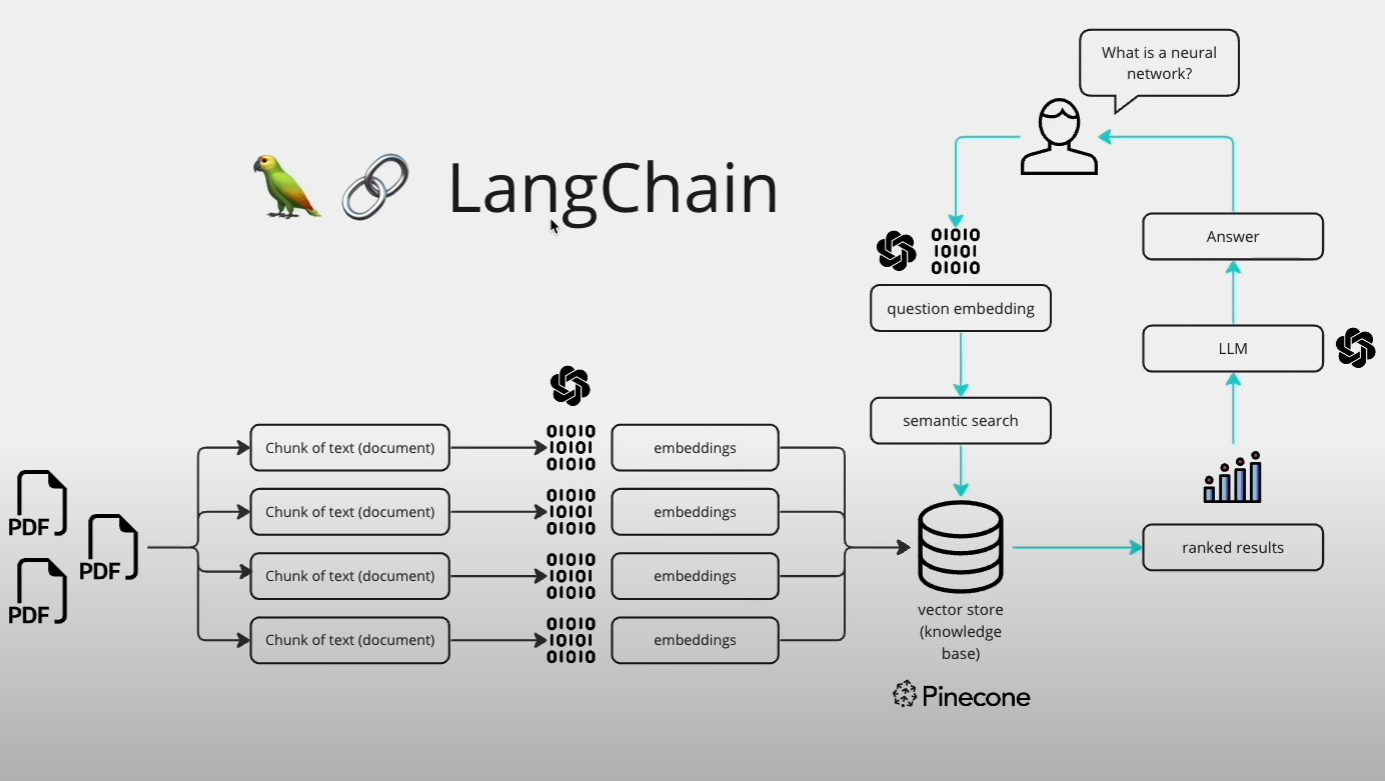 What is a neural
network?
LangChain
01010
10101
01010
Answer
question embedding
LLM
semantic search
Chunk of text (document)
01010
10101
01010
embeddings
Chunk of text (document)
01010
10101
01010
embeddings
Chunk of text (document)
01010
10101
01010
embeddings
Chunk of text (document)
01010
10101
01010
embeddings
PDF
PDF
PDF
ranked results
vector store
(knowledge
base)
Pinecone